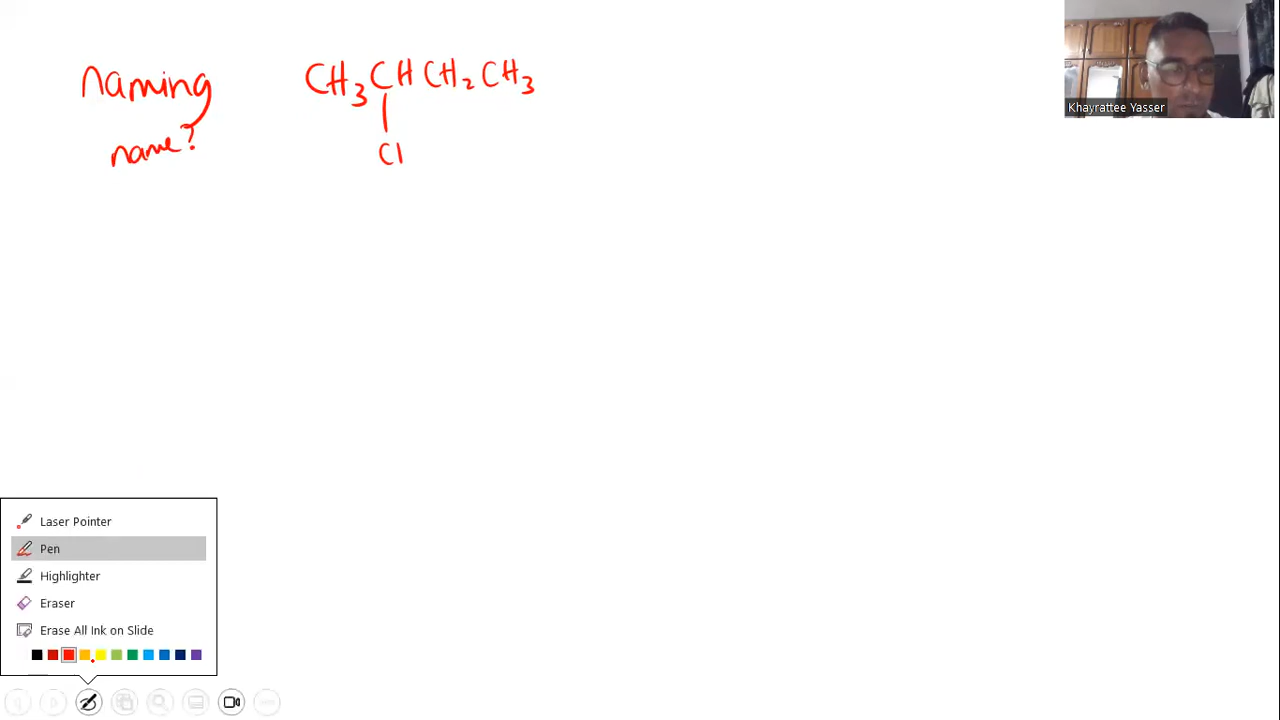 naming CH₃CHCH₂CH₃
|
name?
Cl
Khayrattee Yasser
Laser Pointer
Pen
Highlighter
Eraser
Erase All Ink on Slide